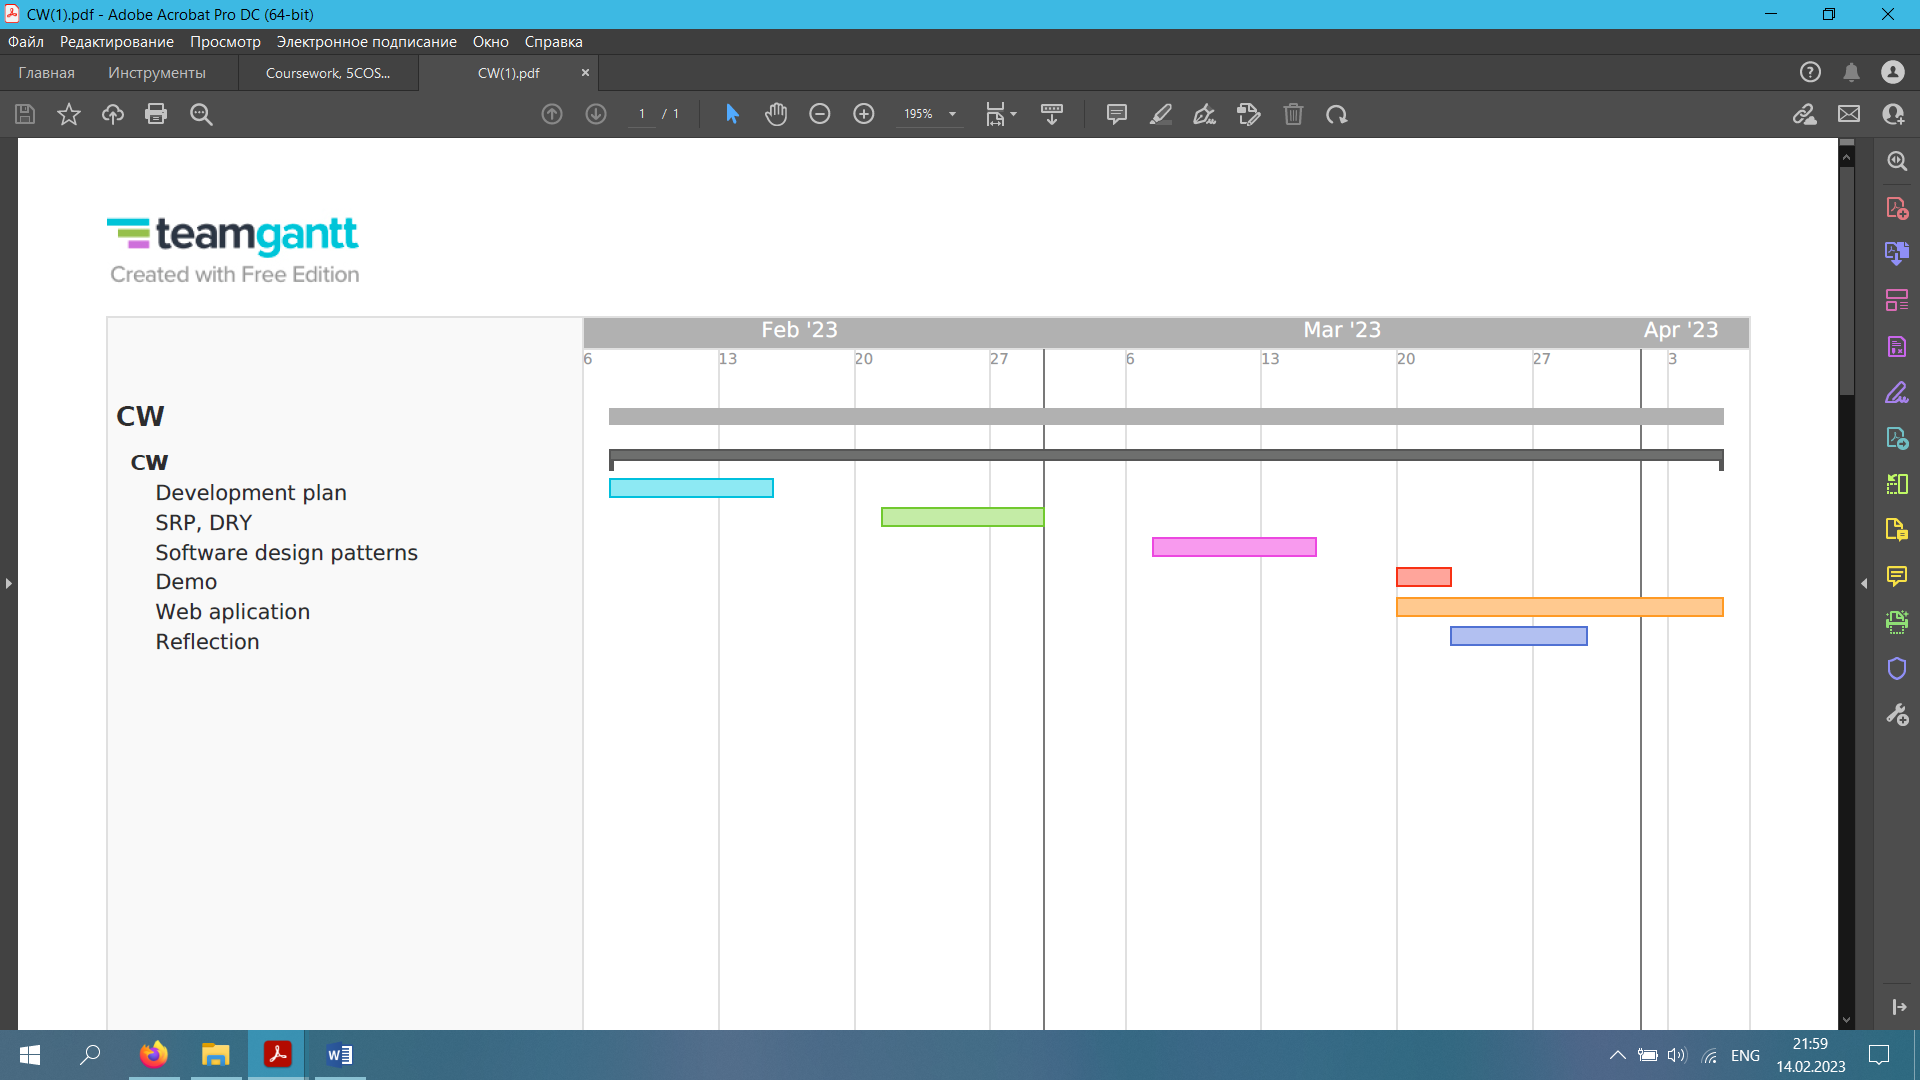 CW(1).pdf - Adobe Acrobat Pro DC (64-bit)
Файл Редактирование Просмотр Электронное подписание Окно Справка
Главная Инструменты Coursework, 5COS... CW(1).pdf
1 / 1 195%
teamgantt
Created with Free Edition
Feb '23 Mar '23 Apr '23
6 13 20 27 6 13 20 27 3
CW
CW
Development plan
SRP, DRY
Software design patterns
Demo
Web aplication
Reflection
ENG
21:59
14.02.2023